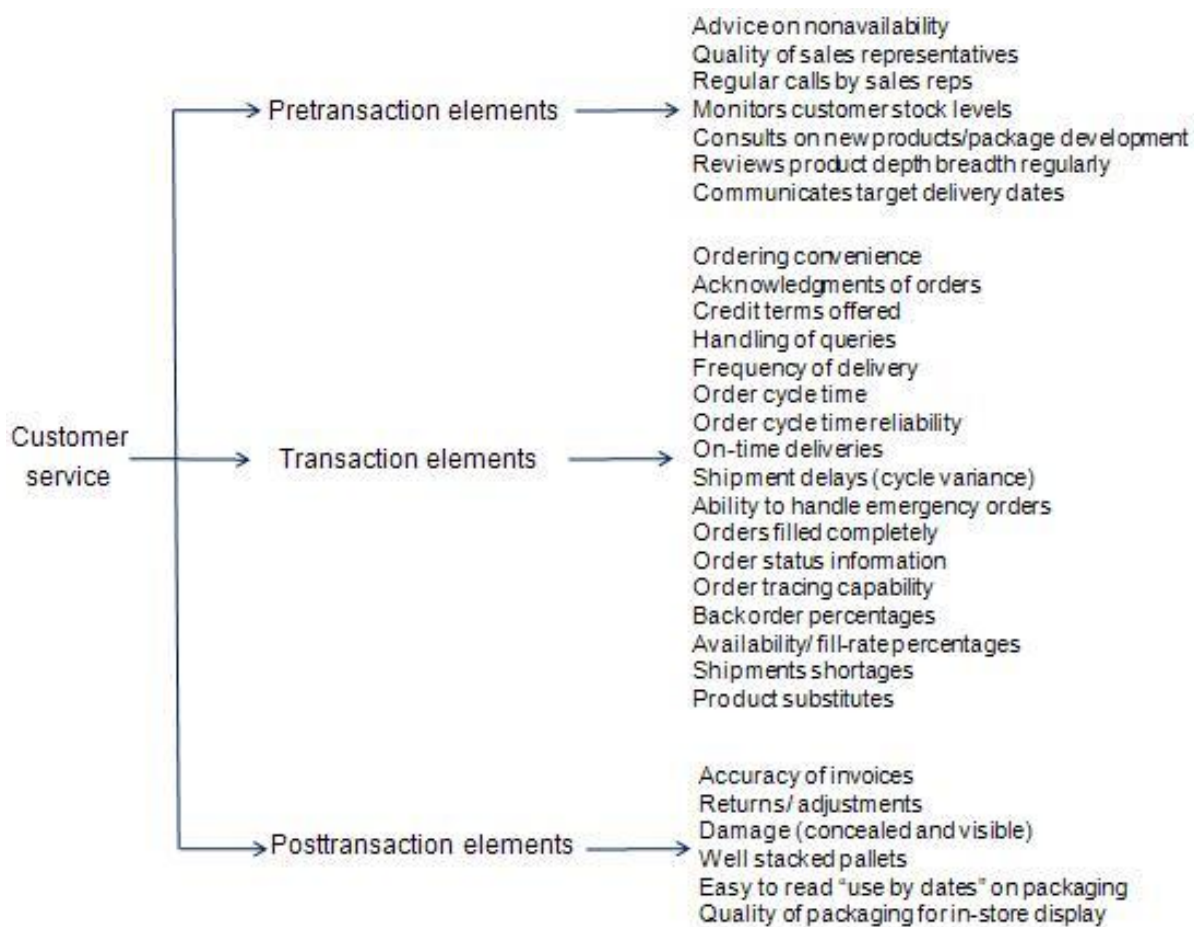 Customer
service
Pretransaction elements
Advice on nonavailability
Quality of sales representatives
Regular calls by sales reps
Monitors customer stock levels
Consults on new products/package development
Reviews product depth breadth regularly
Communicates target delivery dates
Transaction elements
Ordering convenience
Acknowledgments of orders
Credit terms offered
Handling of queries
Frequency of delivery
Order cycle time
Order cycle time reliability
On-time deliveries
Shipment delays (cycle variance)
Ability to handle emergency orders
Orders filled completely
Order status information
Order tracing capability
Back order percentages
Availability/ fill-rate percentages
Shipments shortages
Product substitutes
Posttransaction elements
Accuracy of invoices
Returns/ adjustments
Damage (concealed and visible)
Well stacked pallets
Easy to read “use by dates” on packaging
Quality of packaging for in-store display